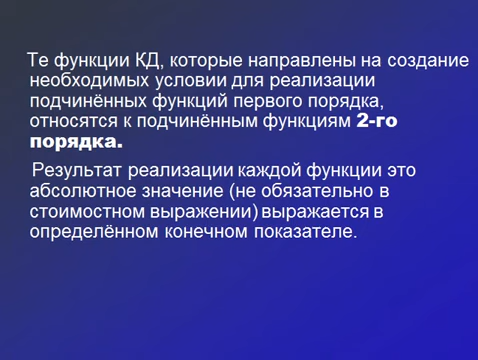 Те функции КД, которые направлены на создание
необходимых условии для реализации
подчинённых функций первого порядка,
относятся к подчинённым функциям 2-го
порядка.
Результат реализации каждой функции это
абсолютное значение (не обязательно в
стоимостном выражении) выражается в
определённом конечном показателе.